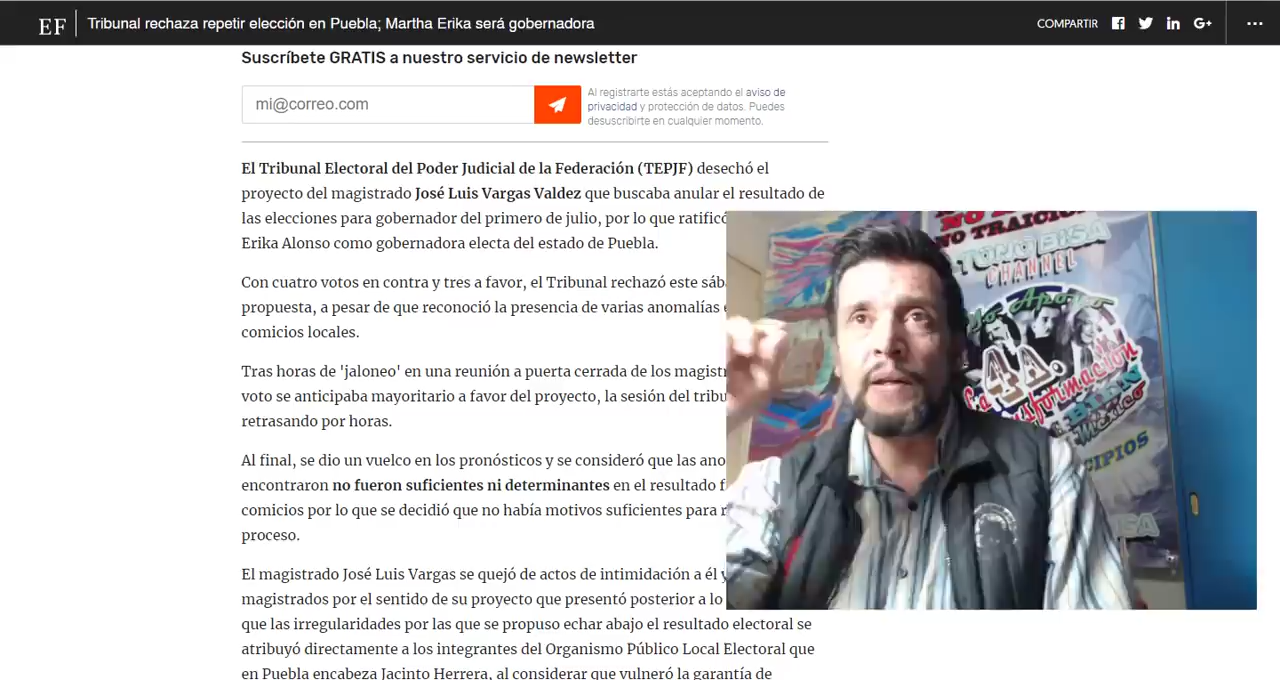 EF
Tribunal rechaza repetir elección en Puebla; Martha Erika será gobernadora
COMPARTIR
Suscríbete GRATIS a nuestro servicio de newsletter
mi@correo.com
Al registrarte estás aceptando el aviso de
privacidad y protección de datos. Puedes
desuscribirte en cualquier momento.
El Tribunal Electoral del Poder Judicial de la Federación (TEPJF) desechó el
proyecto del magistrado José Luis Vargas Valdez que buscaba anular el resultado de
las elecciones para gobernador del primero de julio, por lo que ratificó
Erika Alonso como gobernadora electa del estado de Puebla.
Con cuatro votos en contra y tres a favor, el Tribunal rechazó este
propuesta, a pesar de que reconoció la presencia de varias anomalías
comicios locales.
Tras horas de 'jaloneo' en una reunión a puerta cerrada de los
voto se anticipaba mayoritario a favor del proyecto, la sesión del
retrasando por horas.
Al final, se dio un vuelco en los pronósticos y se consideró que las
encontraron no fueron suficientes ni determinantes en el resultado
comicios por lo que se decidió que no había motivos suficientes para
proceso.
El magistrado José Luis Vargas se quejó de actos de intimidación a él y
magistrados por el sentido de su proyecto que presentó posterior a lo
que las irregularidades por las que se propuso echar abajo el resultado electoral se
atribuyó directamente a los integrantes del Organismo Público Local Electoral que
en Puebla encabeza Jacinto Herrera, al considerar que vulneró la garantía de
NO TRAICION
TONO BISA
CHANNEL
Yo Apoyo
4A.
México